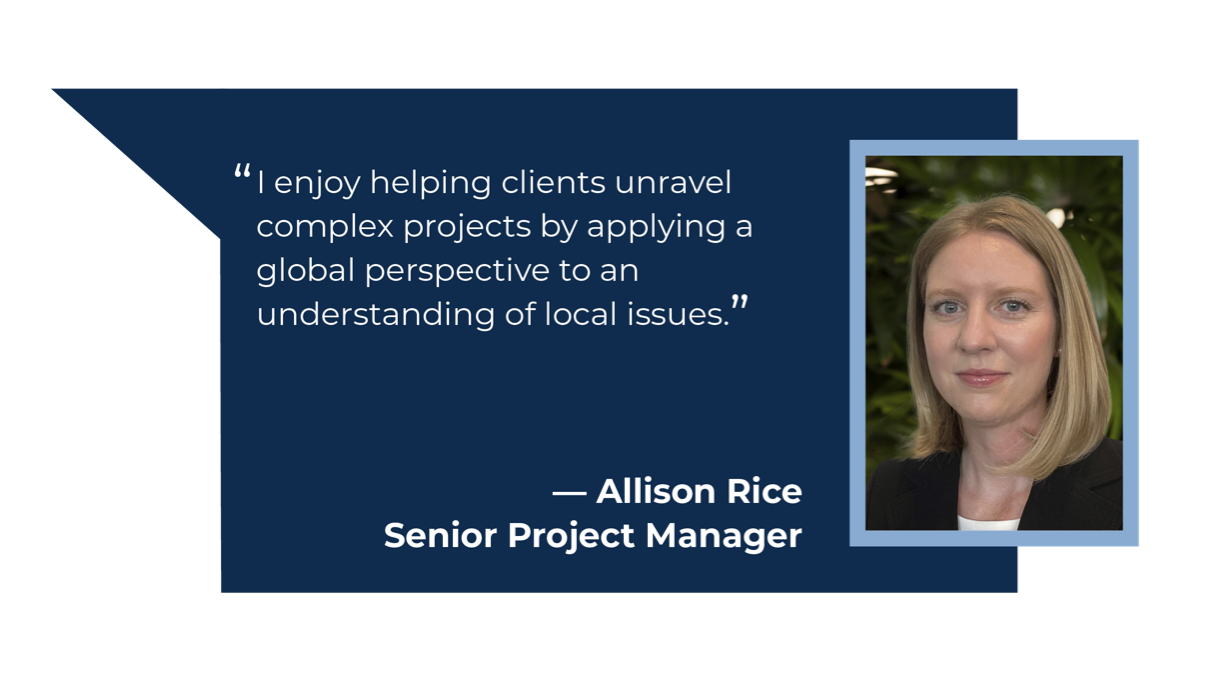 “I enjoy helping clients unravel
complex projects by applying a
global perspective to an
understanding of local issues.”
— Allison Rice
Senior Project Manager